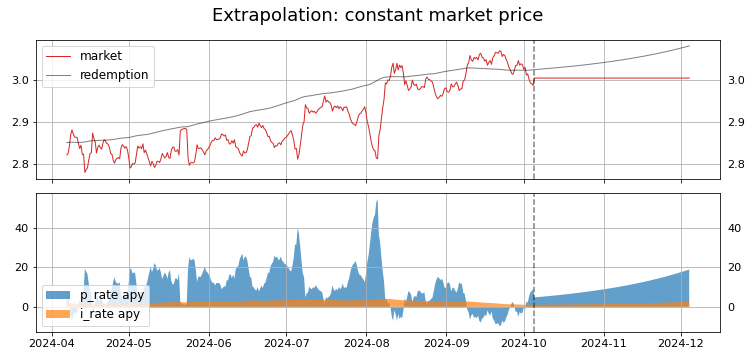 Extrapolation: constant market price
market
redemption
3.0
2.9
2.8
3.0
2.9
2.8
40
20
0
40
20
0
p_rate apy
i_rate apy
2024-04 2024-05 2024-06 2024-07 2024-08 2024-09 2024-10 2024-11 2024-12